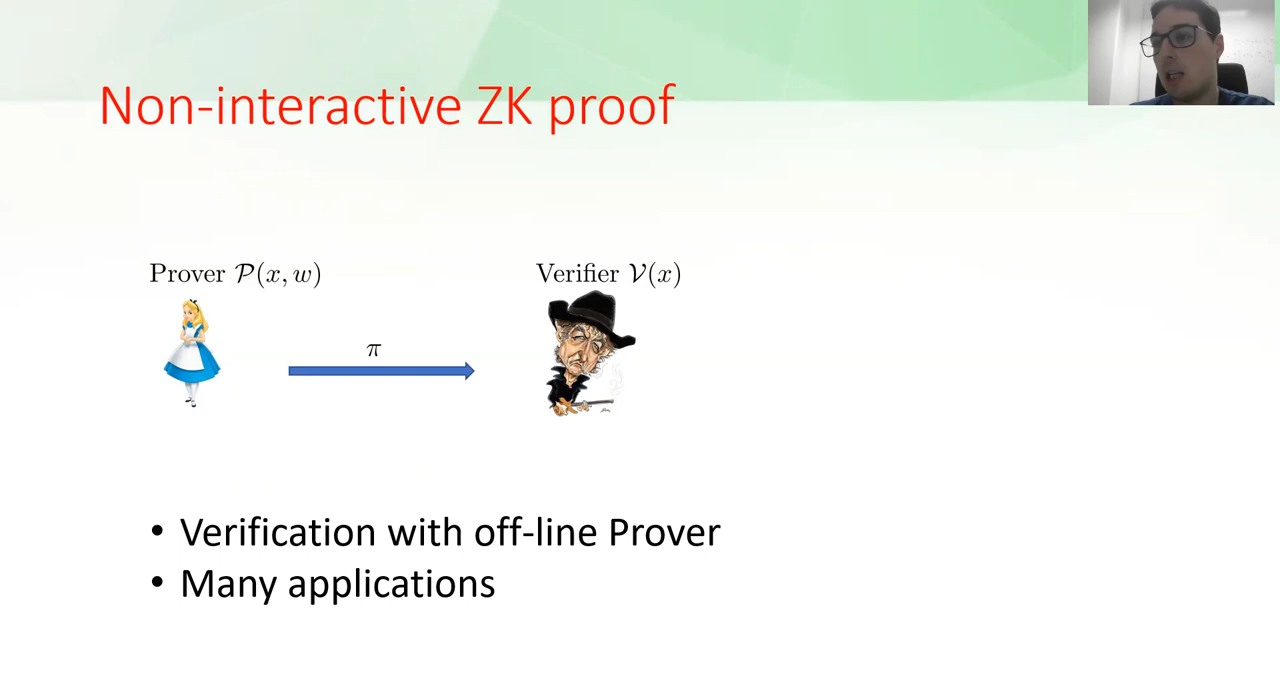 Non-interactive ZK proof
Prover 𝒫(x, w)
Verifier 𝒱(x)
π
• Verification with off-line Prover
• Many applications